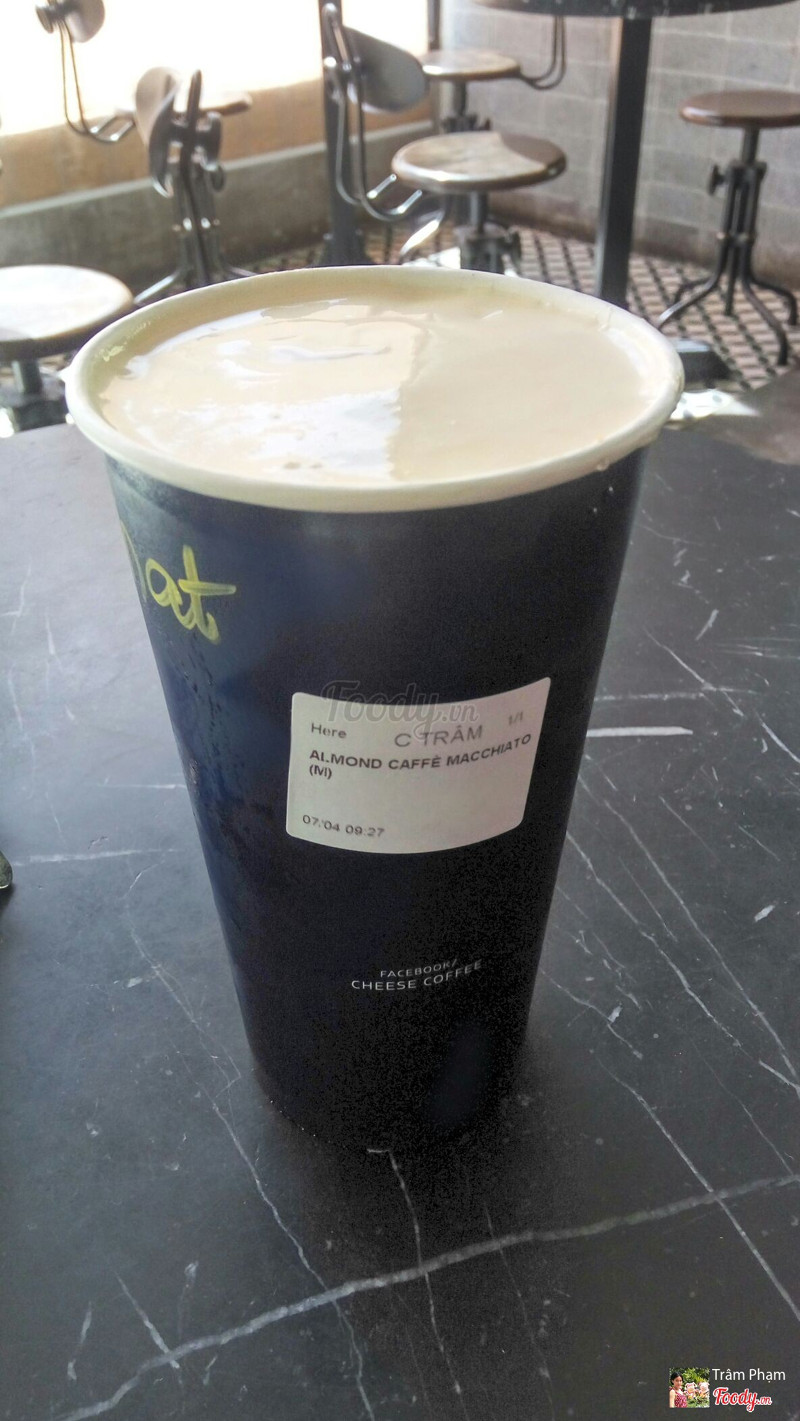 at
Foody.vn
Here C TRÂM 1/1
ALMOND CAFFÈ MACCHIATO
(M)
07/04 09:27
FACEBOOK/
CHEESE COFFEE
Trâm Phạm
Foody.vn